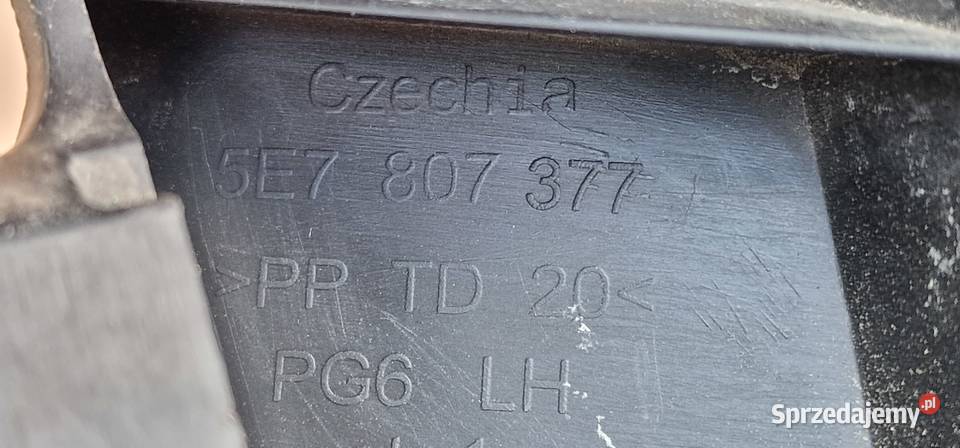 Czechia
5E7 807 377
>PP TD 20<
PG6 LH
Sprzedajemy.pl